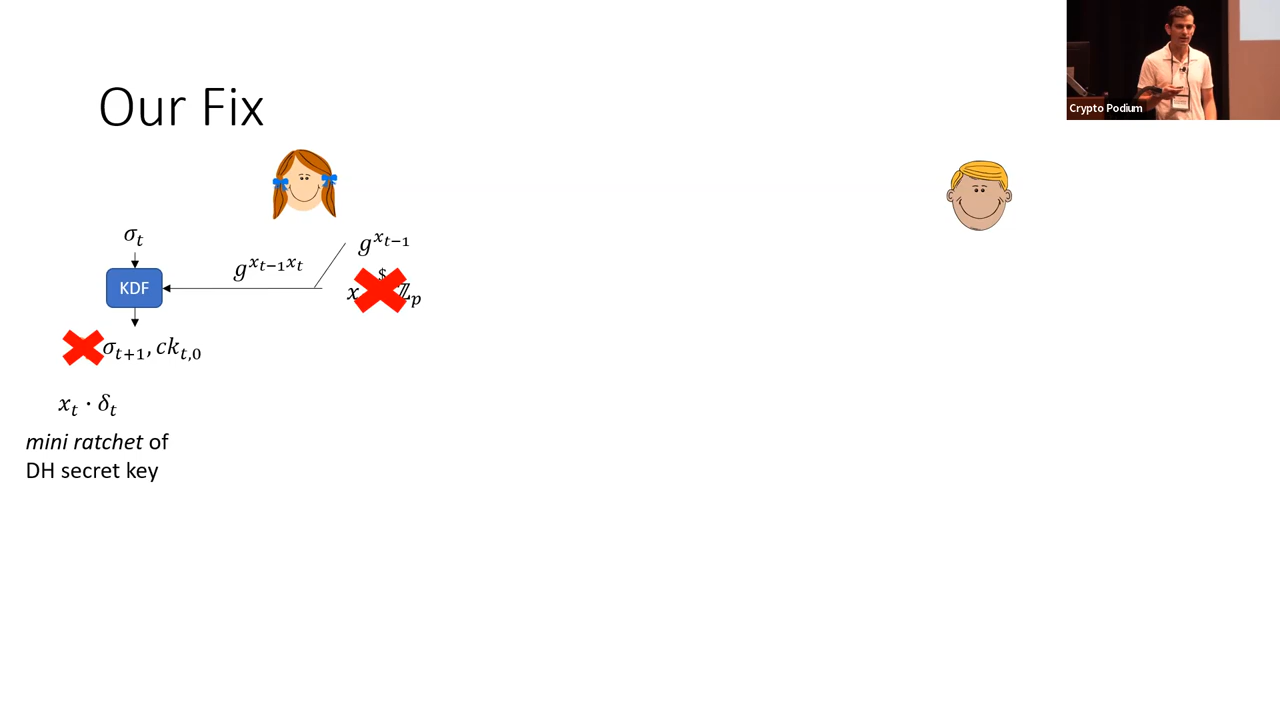 Crypto Podium
Our Fix
σ_t
g^{x_{t-1}}
g^{x_{t-1}x_t}
$
KDF
x ℤ_p
σ_{t+1}, ck_{t,0}
x_t · δ_t
mini ratchet of
DH secret key